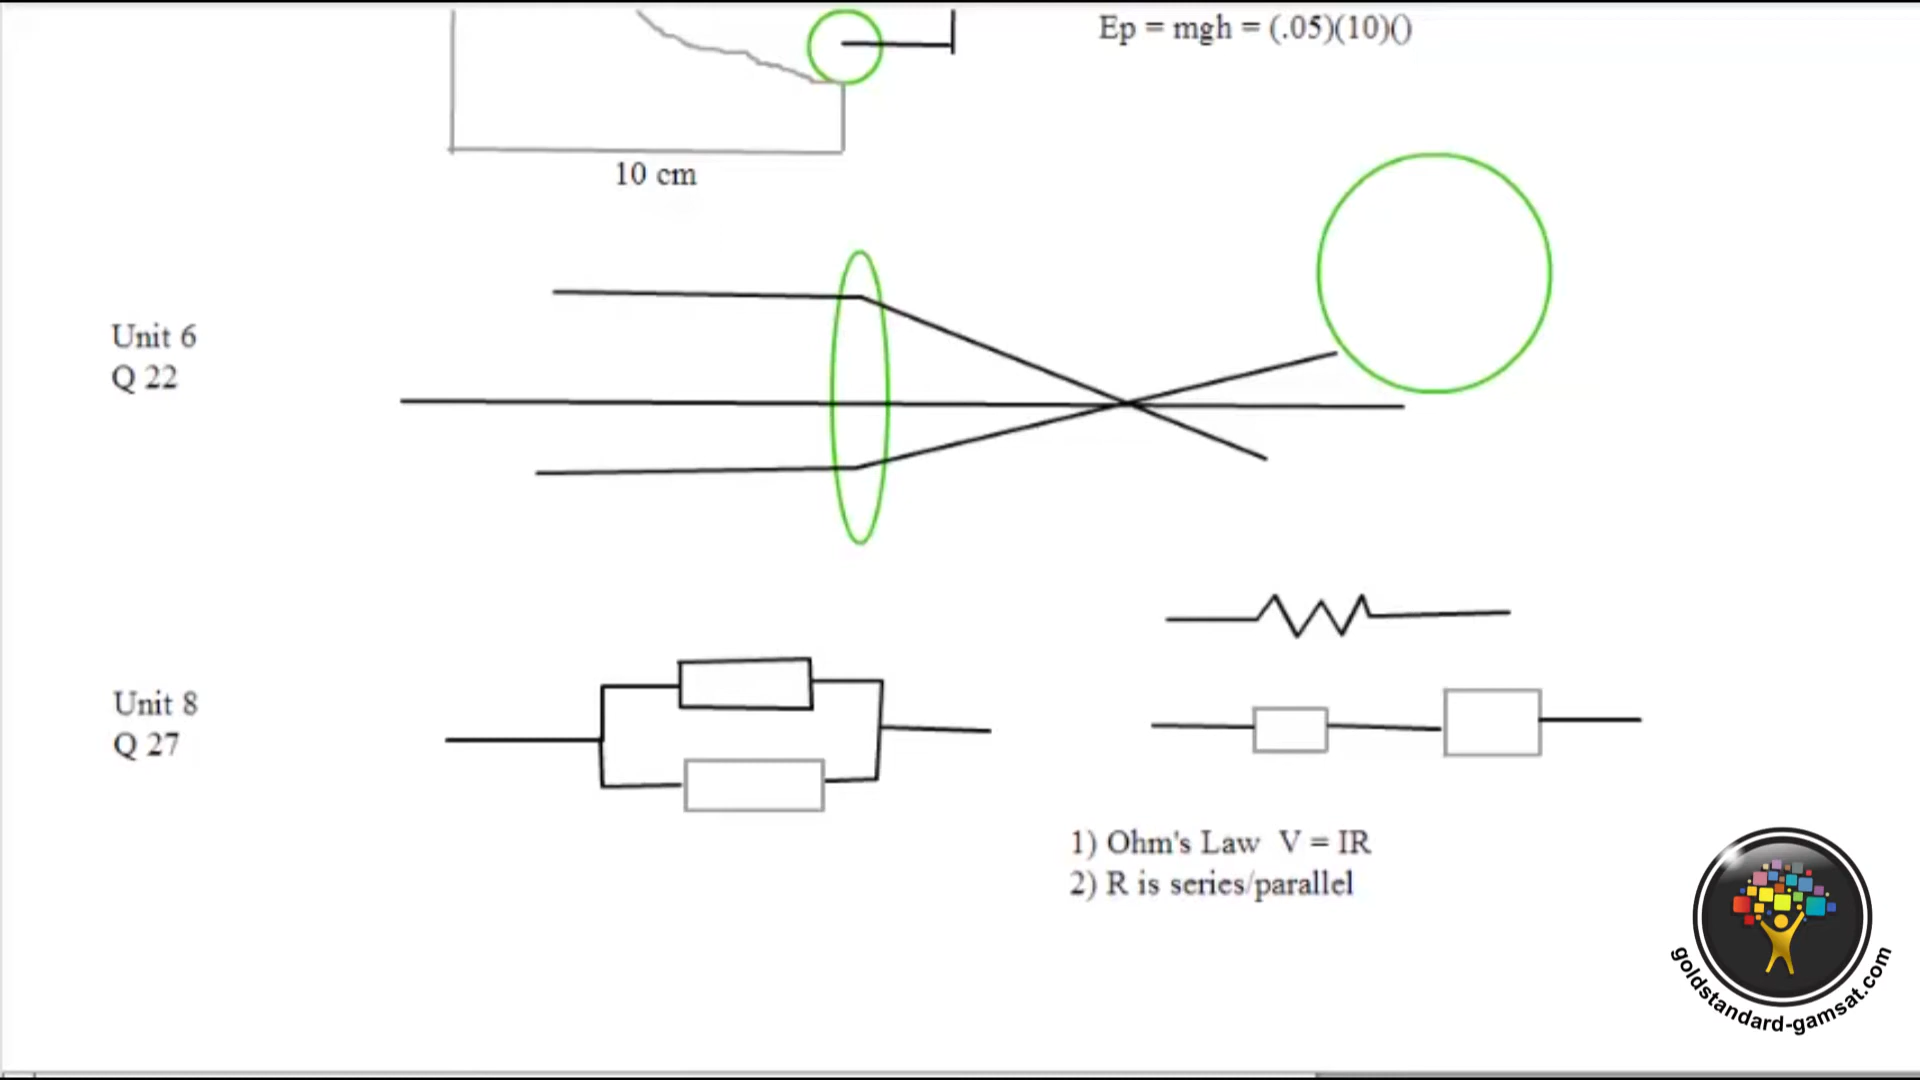 Ep = mgh = (.05)(10)()
10 cm
Unit 6
Q 22
Unit 8
Q 27
1) Ohm's Law  V = IR
2) R is series/parallel
goldstandard-gamsat.com